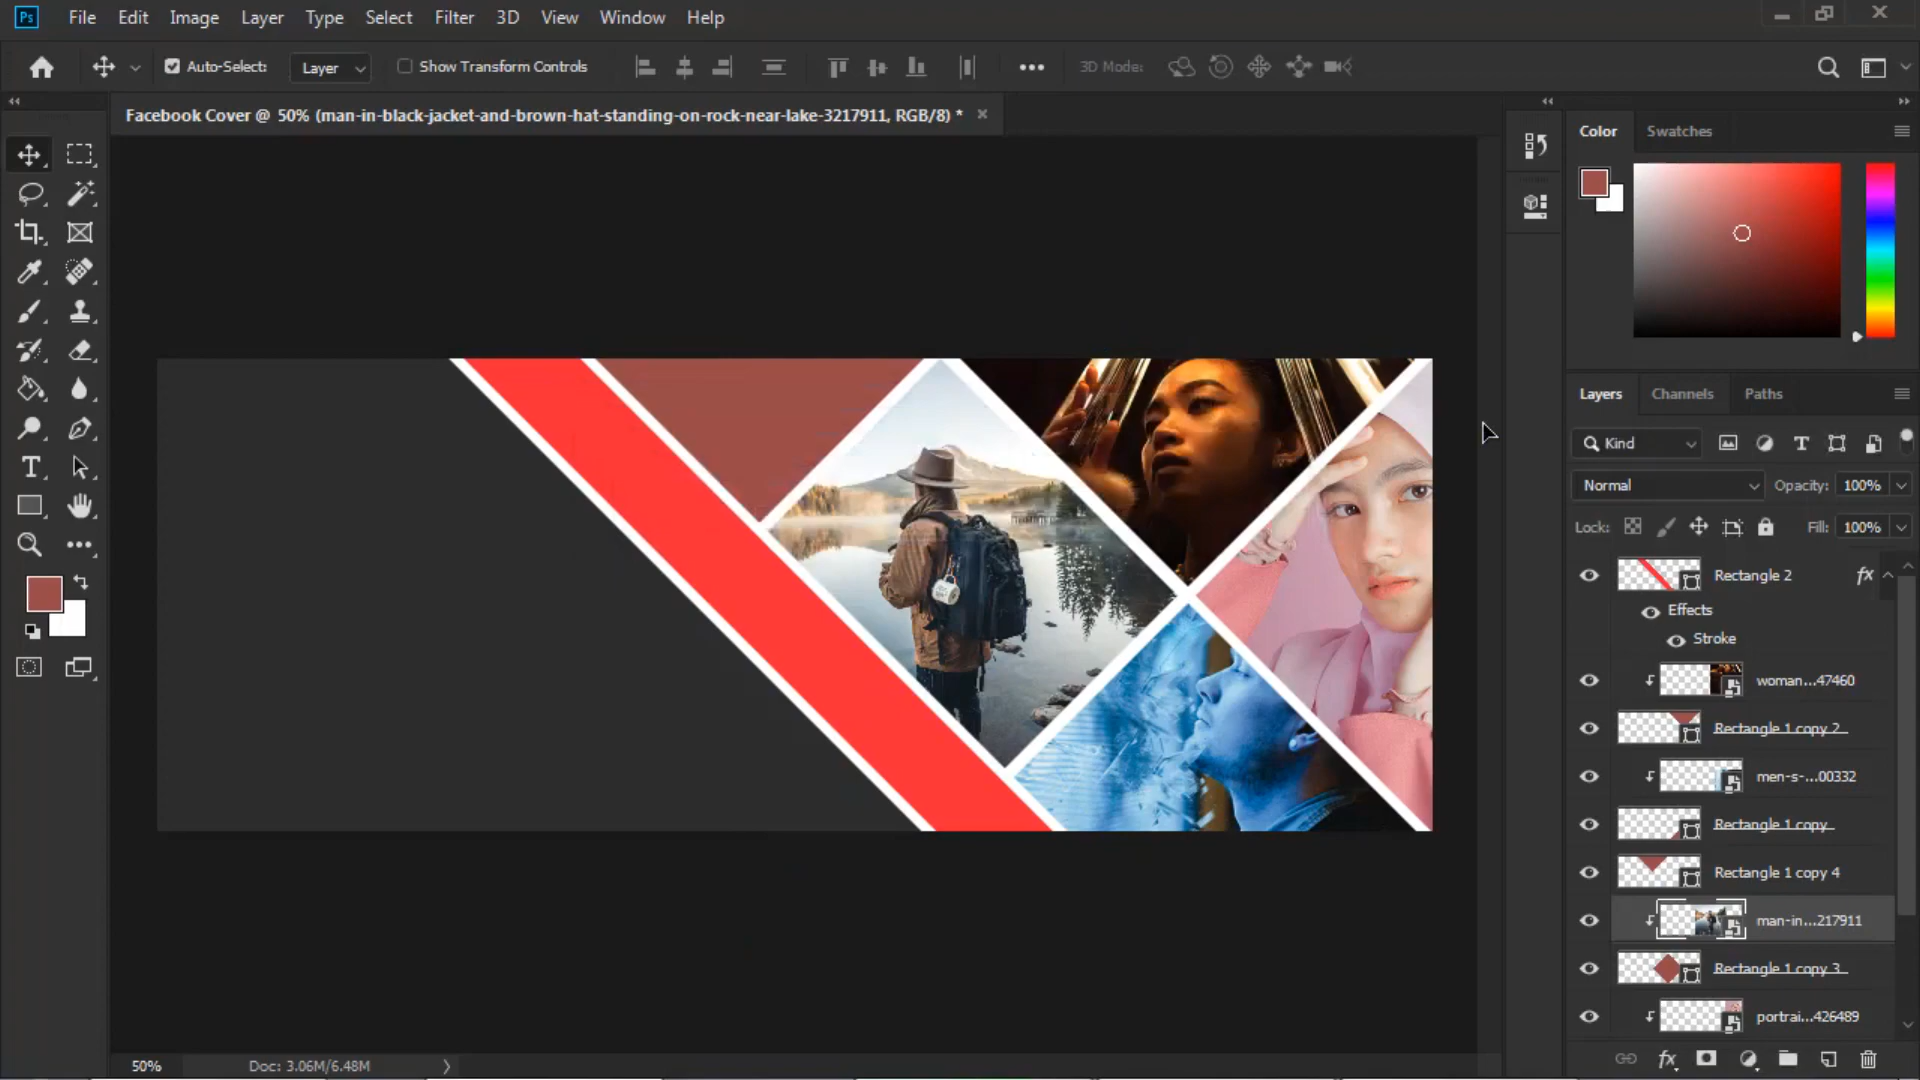 Ps File Edit Image Layer Type Select Filter 3D View Window Help
Auto-Select: Layer Show Transform Controls 3D Mode:
Facebook Cover @ 50% (man-in-black-jacket-and-brown-hat-standing-on-rock-near-lake-3217911, RGB/8) *
Color Swatches
Layers Channels Paths
Kind
Normal Opacity: 100%
Lock: Fill: 100%
Rectangle 2 fx
Effects
Stroke
woman...47460
Rectangle 1 copy 2
men-s-...00332
Rectangle 1 copy
Rectangle 1 copy 4
man-in...217911
Rectangle 1 copy 3
portrai...426489
fx
50% Doc: 3.06M/6.48M